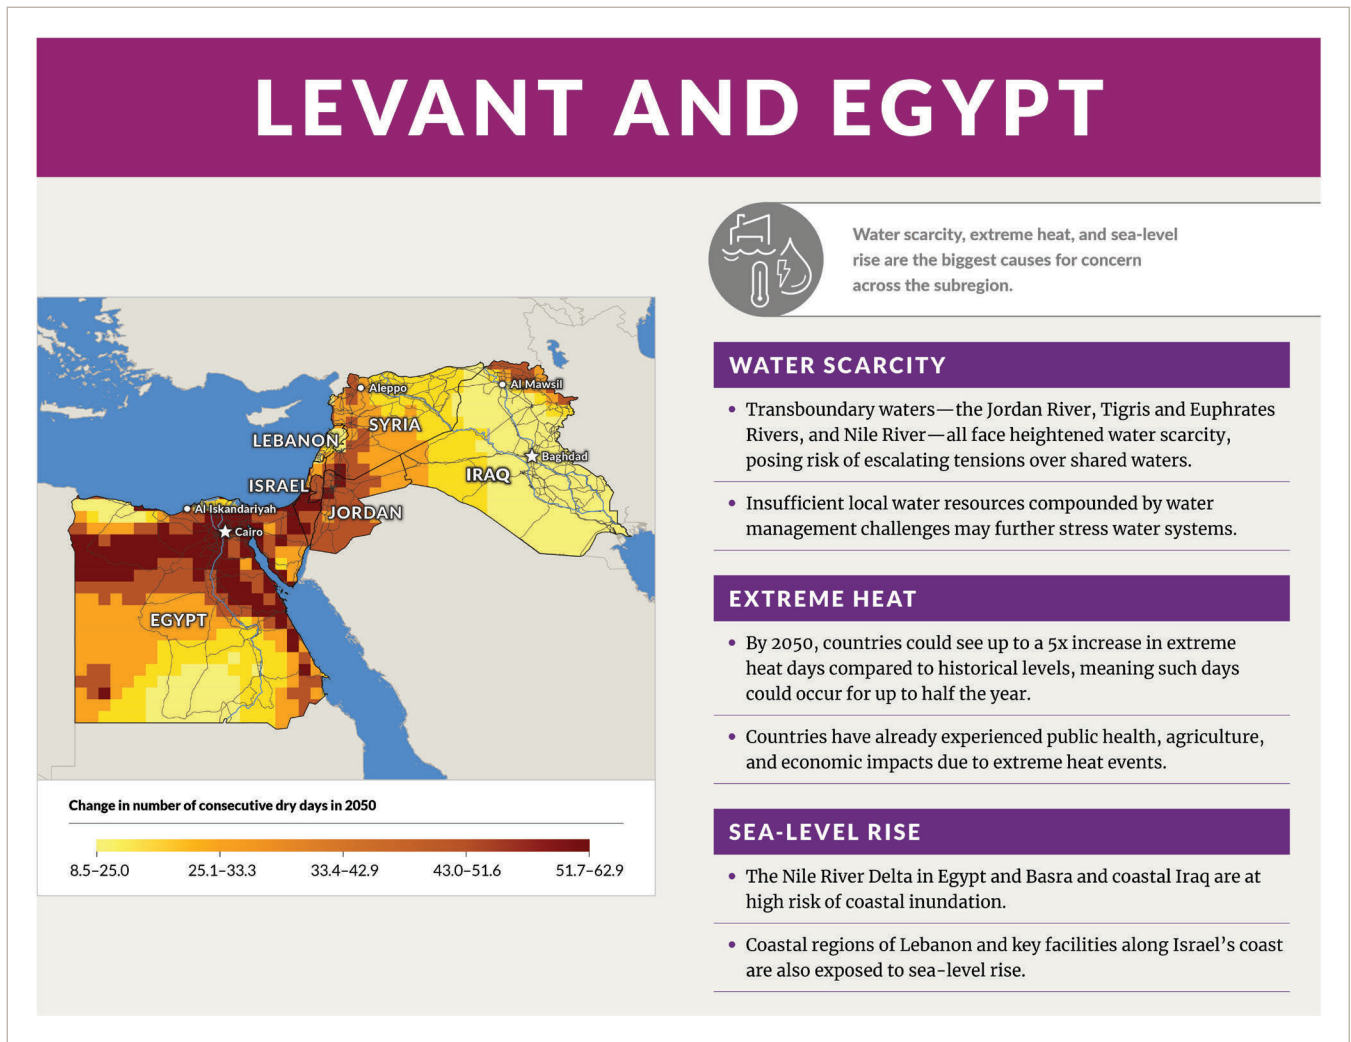 LEVANT AND EGYPT
Water scarcity, extreme heat, and sea-level
rise are the biggest causes for concern
across the subregion.
Aleppo
Al Mawsil
SYRIA
LEBANON
Baghdad
IRAQ
ISRAEL
Al Iskandariyah
JORDAN
Cairo
EGYPT
Change in number of consecutive dry days in 2050
8.5–25.0 25.1–33.3 33.4–42.9 43.0–51.6 51.7–62.9
WATER SCARCITY
• Transboundary waters—the Jordan River, Tigris and Euphrates
Rivers, and Nile River—all face heightened water scarcity,
posing risk of escalating tensions over shared waters.
• Insufficient local water resources compounded by water
management challenges may further stress water systems.
EXTREME HEAT
• By 2050, countries could see up to a 5x increase in extreme
heat days compared to historical levels, meaning such days
could occur for up to half the year.
• Countries have already experienced public health, agriculture,
and economic impacts due to extreme heat events.
SEA-LEVEL RISE
• The Nile River Delta in Egypt and Basra and coastal Iraq are at
high risk of coastal inundation.
• Coastal regions of Lebanon and key facilities along Israel's coast
are also exposed to sea-level rise.